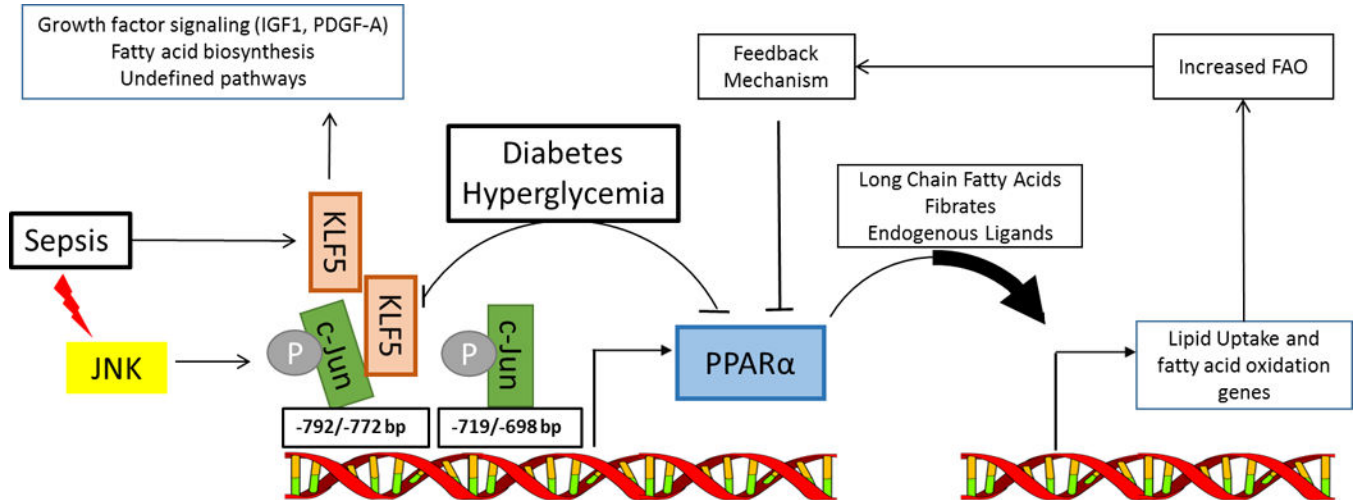 Growth factor signaling (IGF1, PDGF-A)
Fatty acid biosynthesis
Undefined pathways
Feedback
Mechanism
Increased FAO
Diabetes
Hyperglycemia
Long Chain Fatty Acids
Fibrates
Endogenous Ligands
Sepsis
KLF5
KLF5
JNK
P
c-Jun
P
c-Jun
PPARα
Lipid Uptake and
fatty acid oxidation
genes
-792/-772 bp
-719/-698 bp